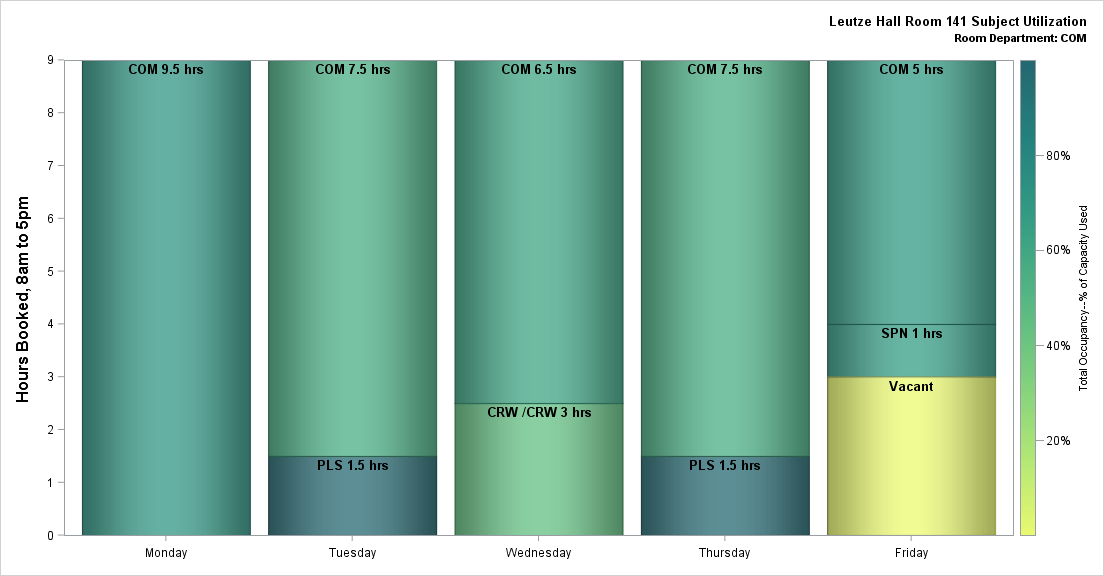 Leutze Hall Room 141 Subject Utilization
Room Department: COM
Hours Booked, 8am to 5pm
9
8
7
6
5
4
3
2
1
0
COM 9.5 hrs
COM 7.5 hrs
PLS 1.5 hrs
COM 6.5 hrs
CRW /CRW 3 hrs
COM 7.5 hrs
PLS 1.5 hrs
COM 5 hrs
SPN 1 hrs
Vacant
Monday
Tuesday
Wednesday
Thursday
Friday
80%
60%
40%
20%
Total Occupancy--% of Capacity Used